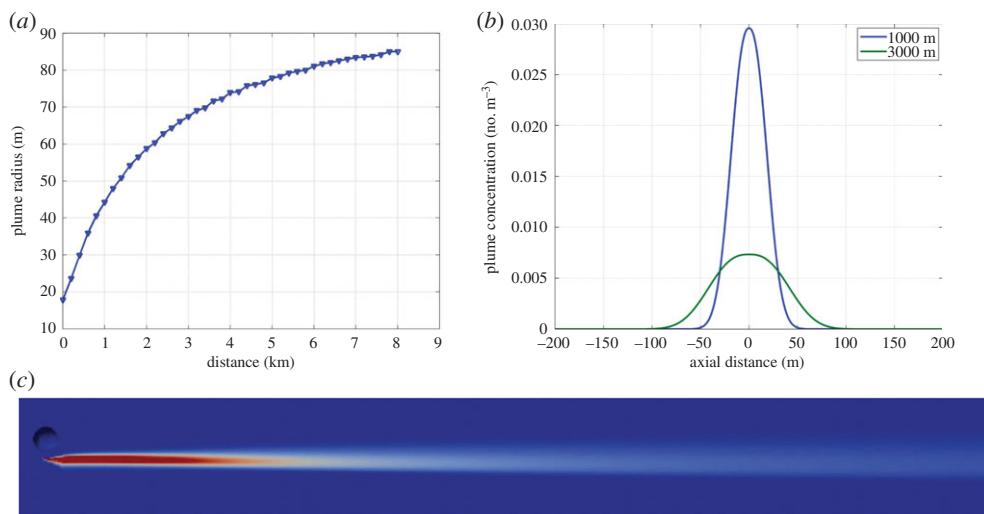 (a)
90
80
70
60
50
40
30
20
10
plume radius (m)
0 1 2 3 4 5 6 7 8 9
distance (km)
(b)
0.030
0.025
0.020
0.015
0.010
0.005
0
plume concentration (no. m⁻³)
1000 m
3000 m
–200 –150 –100 –50 0 50 100 150 200
axial distance (m)
(c)